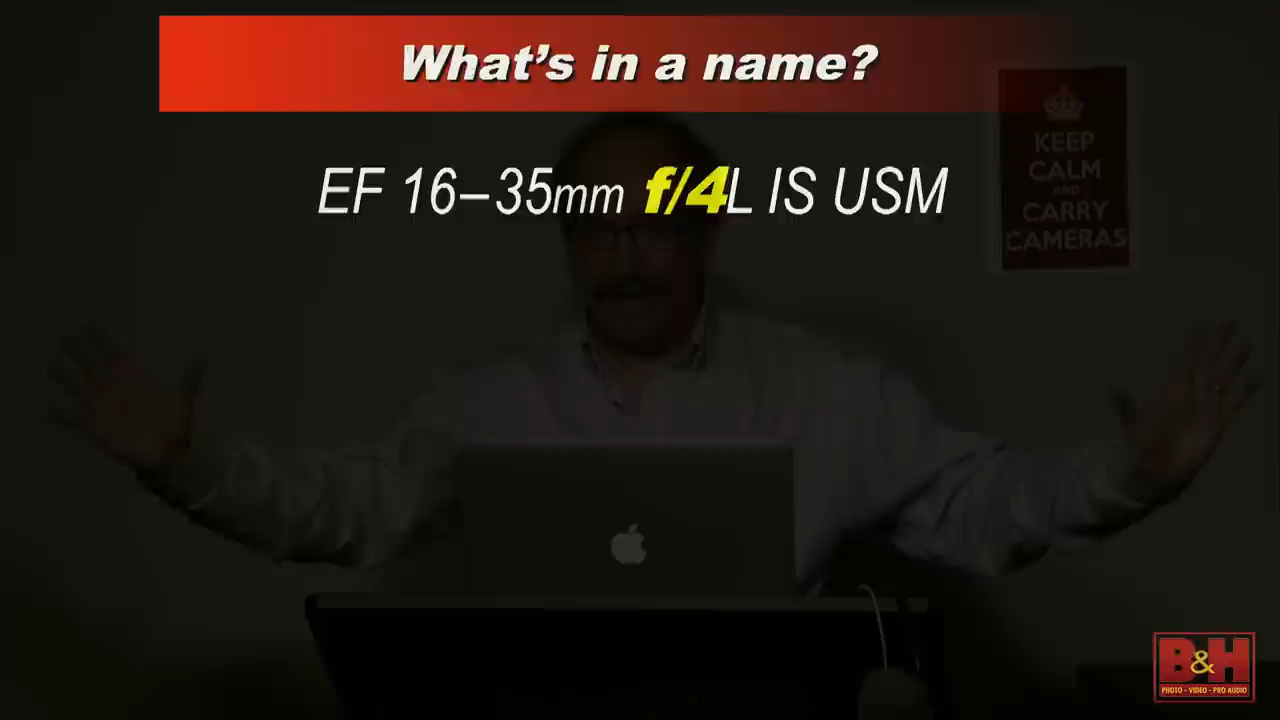 What's in a name?
EF 16–35mm f/4L IS USM
KEEP
CALM
AND
CARRY
CAMERAS
B&H
PHOTO - VIDEO - PRO AUDIO